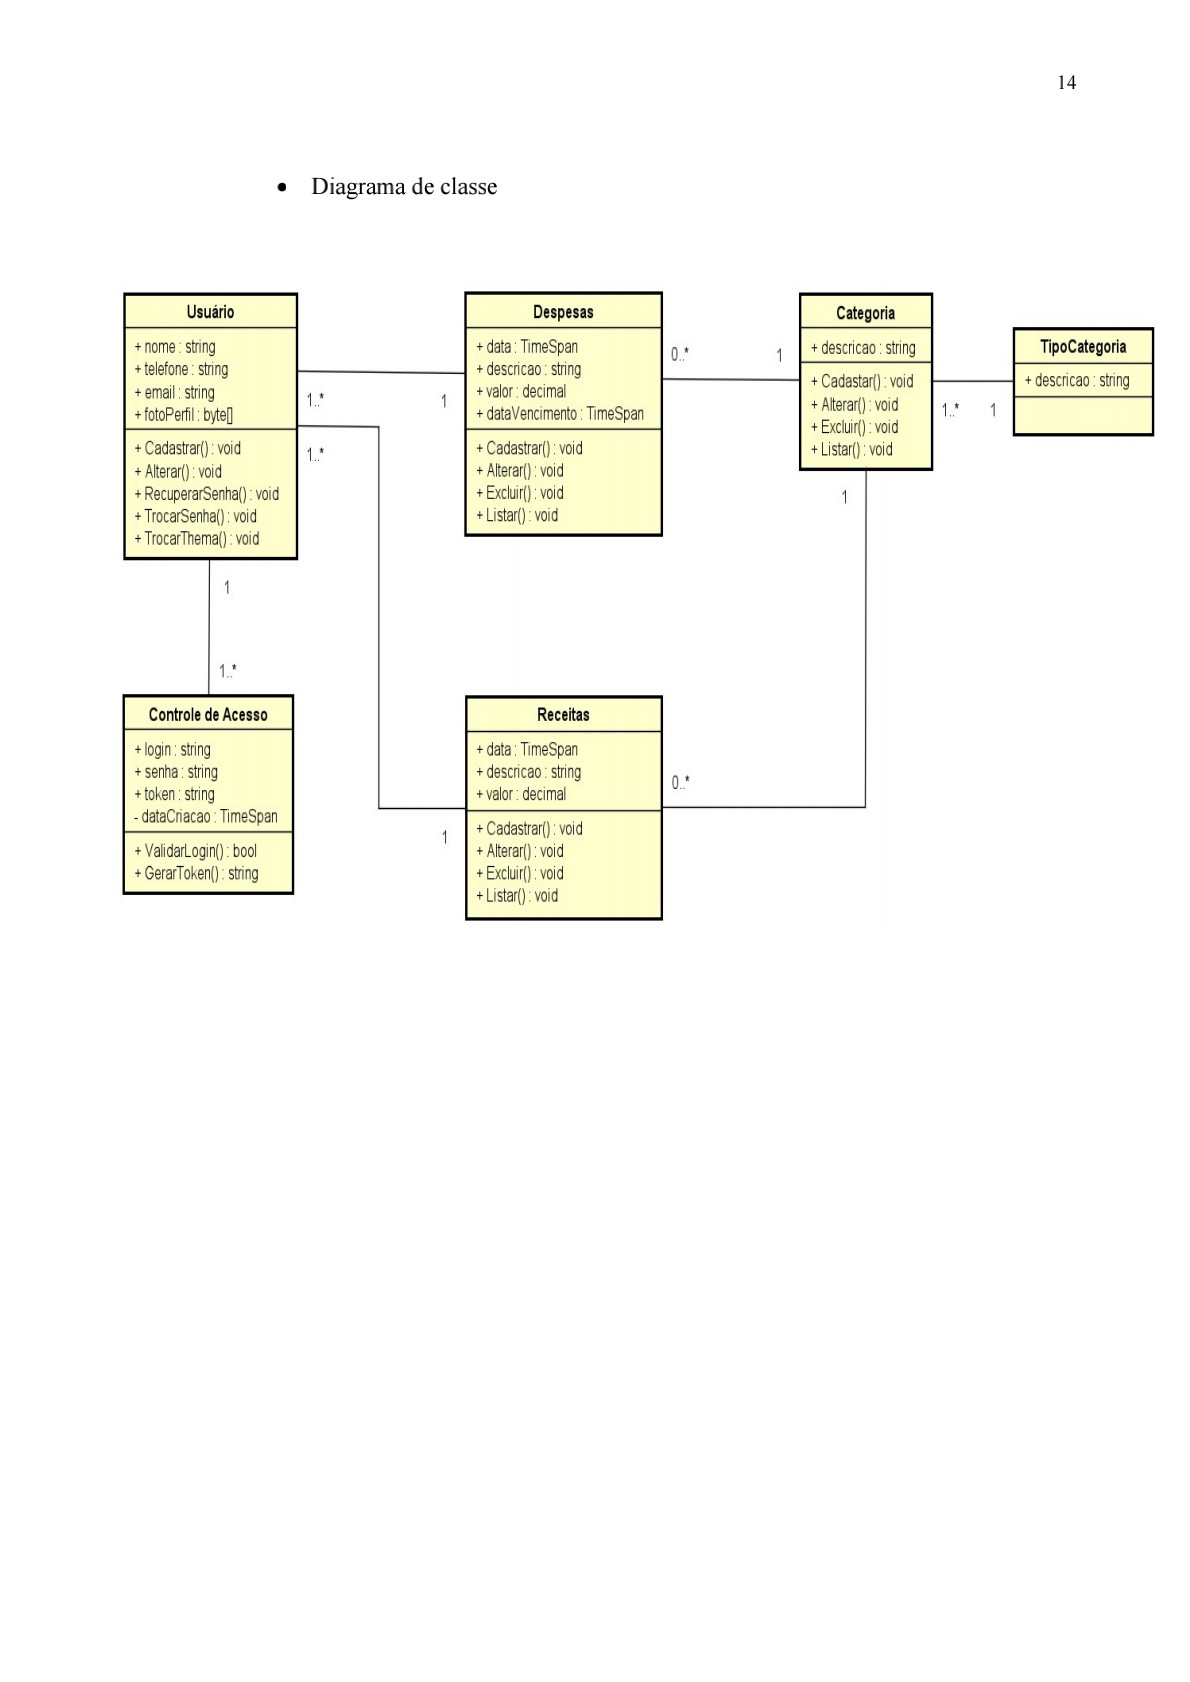 14
• Diagrama de classe
Usuário
+ nome : string
+ telefone : string
+ email : string
+ fotoPerfil : byte[]
+ Cadastrar() : void
+ Alterar() : void
+ RecuperarSenha() : void
+ TrocarSenha() : void
+ TrocarThema() : void
1..*
1
1..*
Despesas
+ data : TimeSpan
+ descricao : string
+ valor : decimal
+ dataVencimento : TimeSpan
+ Cadastrar() : void
+ Alterar() : void
+ Excluir() : void
+ Listar() : void
0..*
1
Categoria
+ descricao : string
+ Cadastar() : void
+ Alterar() : void
+ Excluir() : void
+ Listar() : void
1..*
1
TipoCategoria
+ descricao : string
1
1
1..*
Controle de Acesso
+ login : string
+ senha : string
+ token : string
- dataCriacao : TimeSpan
+ ValidarLogin() : bool
+ GerarToken() : string
1
Receitas
+ data : TimeSpan
+ descricao : string
+ valor : decimal
+ Cadastrar() : void
+ Alterar() : void
+ Excluir() : void
+ Listar() : void
0..*